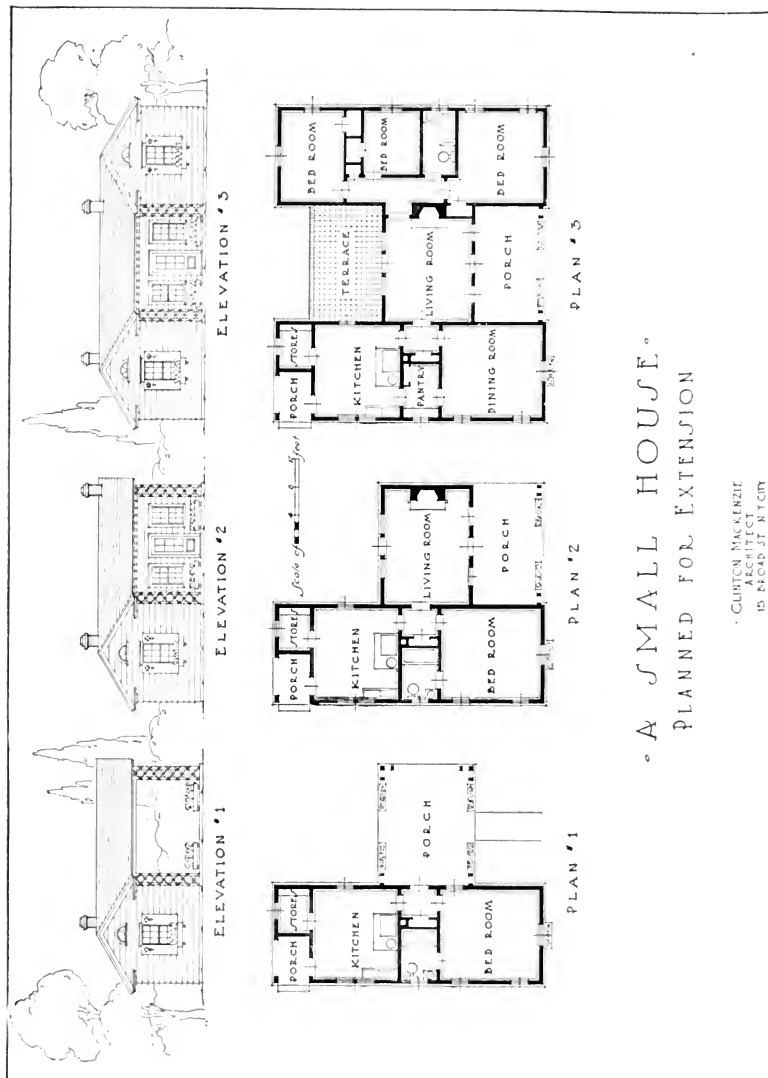 ELEVATION #1
ELEVATION #2
ELEVATION #3
PORCH
STORES
KITCHEN
PORCH
BED ROOM
PLAN #1
Scale of feet
PORCH
STORES
KITCHEN
LIVING ROOM
BED ROOM
PORCH
PLAN #2
PORCH
STORES
TERRACE
BED ROOM
BED ROOM
KITCHEN
LIVING ROOM
PANTRY
DINING ROOM
PORCH
BED ROOM
PLAN #3
· A SMALL HOUSE ·
PLANNED FOR EXTENSION
· CLINTON MACKENZIE
ARCHITECT
15 BROAD ST N Y CITY